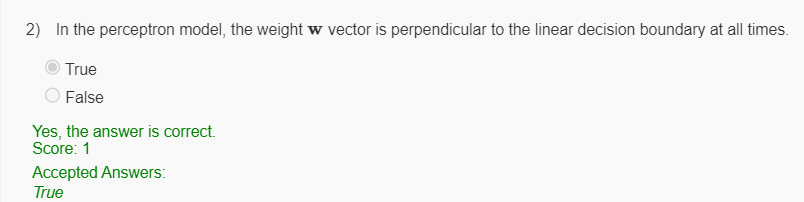 2) In the perceptron model, the weight w vector is perpendicular to the linear decision boundary at all times.
True
False
Yes, the answer is correct.
Score: 1
Accepted Answers:
True